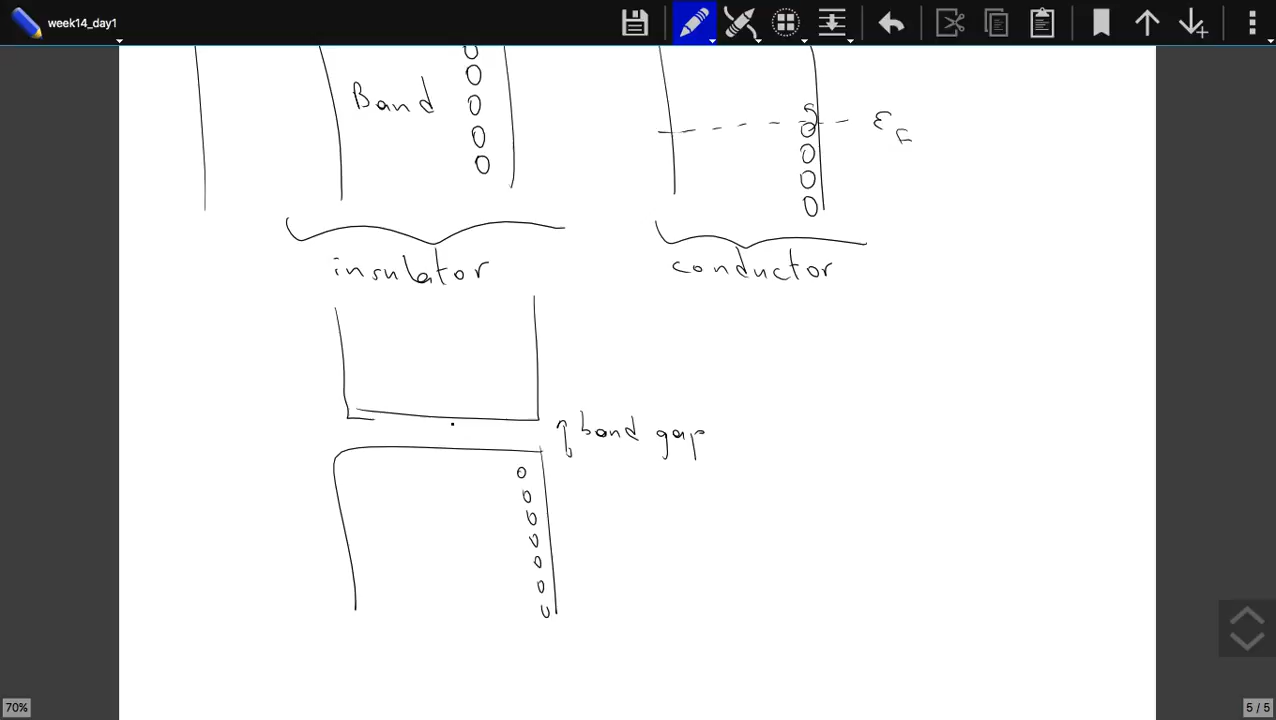 week14_day1
Band
ε_F
insulator
conductor
band gap
70%
5 / 5